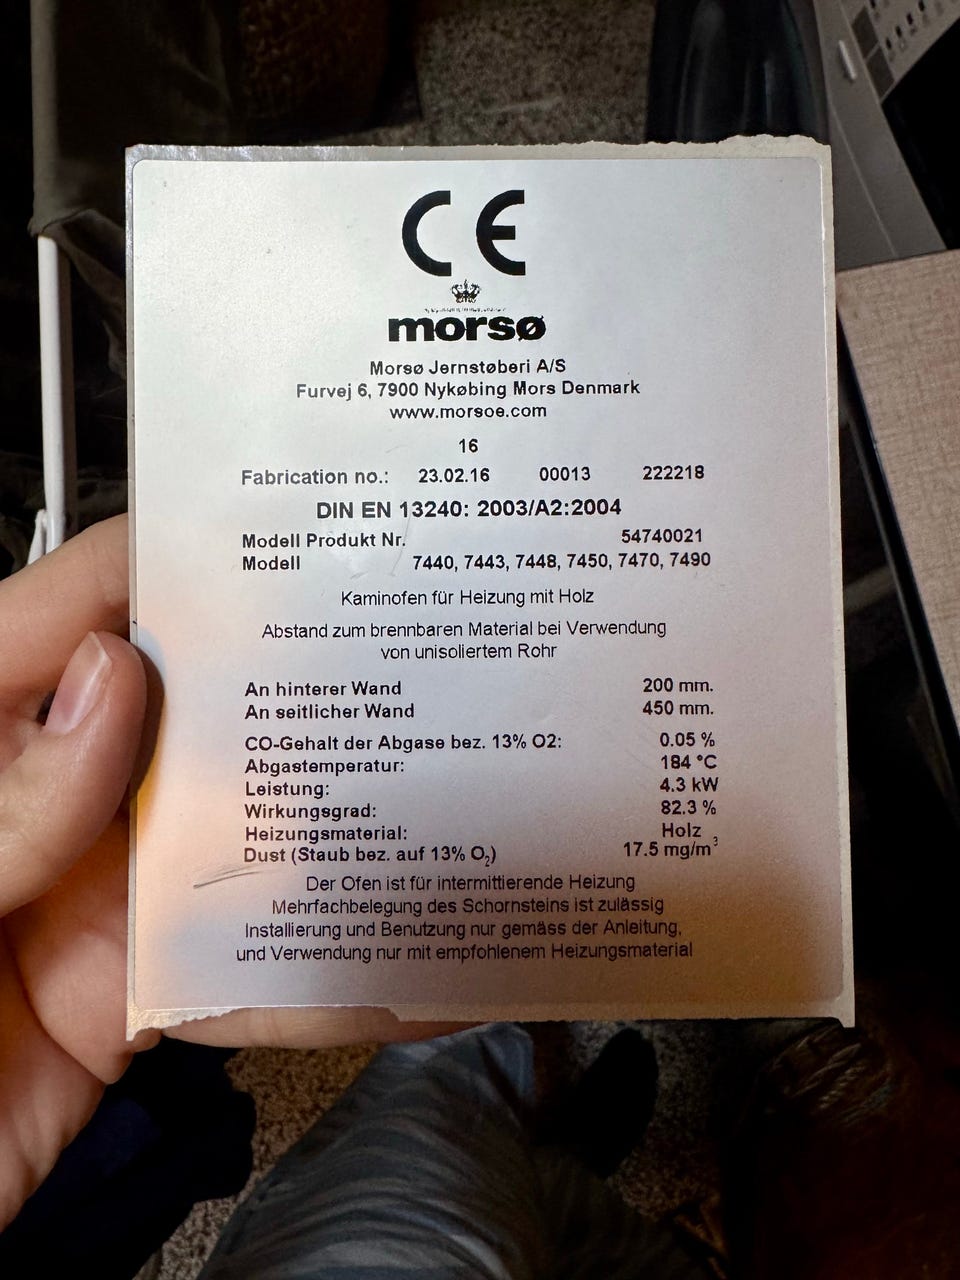 CE
morsø
Morsø Jernstøberi A/S
Furvej 6, 7900 Nykøbing Mors Denmark
www.morsoe.com
16
Fabrication no.: 23.02.16 00013 222218
DIN EN 13240: 2003/A2:2004
Modell Produkt Nr. 54740021
Modell 7440, 7443, 7448, 7450, 7470, 7490
Kaminofen für Heizung mit Holz
Abstand zum brennbaren Material bei Verwendung
von unisoliertem Rohr
An hinterer Wand 200 mm.
An seitlicher Wand 450 mm.
CO-Gehalt der Abgase bez. 13% O2: 0.05 %
Abgastemperatur: 184 °C
Leistung: 4.3 kW
Wirkungsgrad: 82.3 %
Heizungsmaterial: Holz
Dust (Staub bez. auf 13% O₂) 17.5 mg/m³
Der Ofen ist für intermittierende Heizung
Mehrfachbelegung des Schornsteins ist zulässig
Installierung und Benutzung nur gemäss der Anleitung,
und Verwendung nur mit empfohlenem Heizungsmaterial